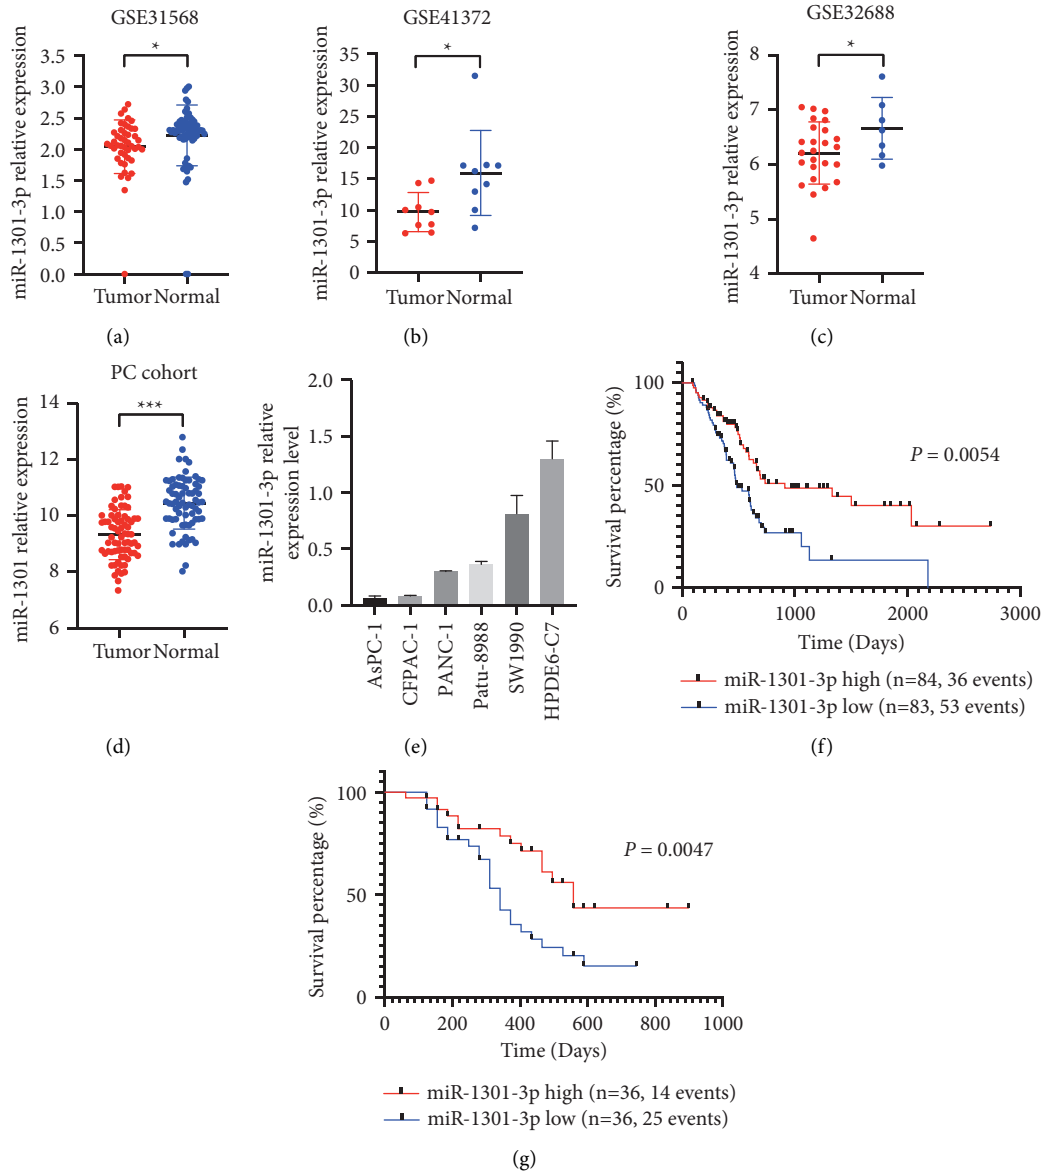 GSE31568
*
miR-1301-3p relative expression
3.5
3.0
2.5
2.0
1.5
1.0
0.5
0.0
Tumor Normal
(a)
GSE41372
*
miR-1301-3p relative expression
35
30
25
20
15
10
5
0
Tumor Normal
(b)
GSE32688
*
miR-1301-3p relative expression
8
7
6
5
4
Tumor Normal
(c)
PC cohort
***
miR-1301 relative expression
14
12
10
8
6
Tumor Normal
(d)
miR-1301-3p relative
expression level
2.0
1.5
1.0
0.5
0.0
AsPC-1
CFPAC-1
PANC-1
Patu-8988
SW1990
HPDE6-C7
(e)
Survival percentage (%)
100
50
0
P = 0.0054
0 1000 2000 3000
Time (Days)
miR-1301-3p high (n=84, 36 events)
miR-1301-3p low (n=83, 53 events)
(f)
Survival percentage (%)
100
50
0
P = 0.0047
0 200 400 600 800 1000
Time (Days)
miR-1301-3p high (n=36, 14 events)
miR-1301-3p low (n=36, 25 events)
(g)